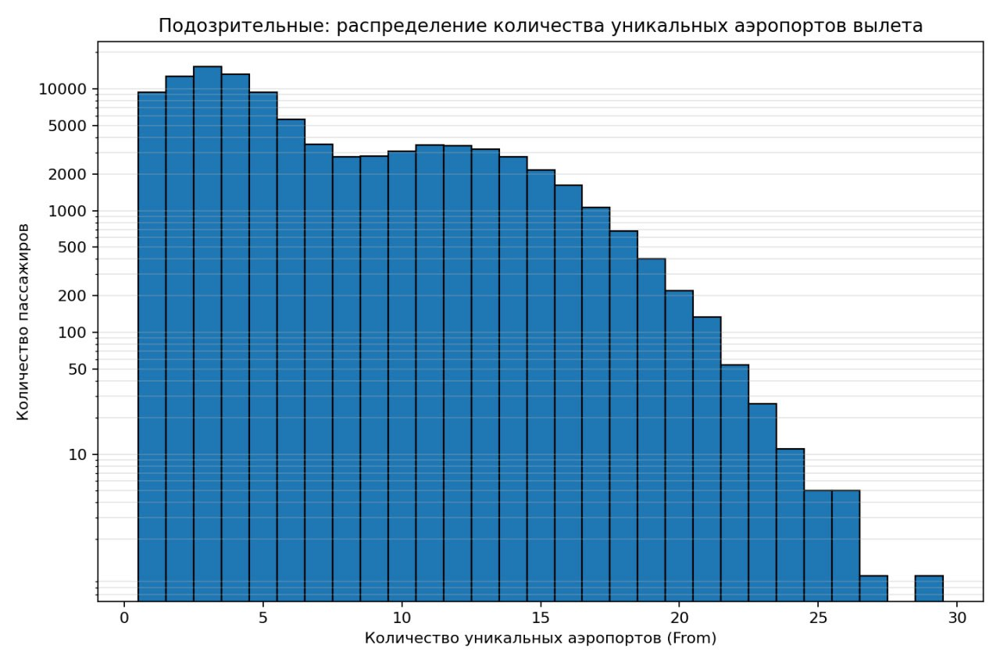 Подозрительные: распределение количества уникальных аэропортов вылета
Количество пассажиров
10000
5000
2000
1000
500
200
100
50
10
0 5 10 15 20 25 30
Количество уникальных аэропортов (From)